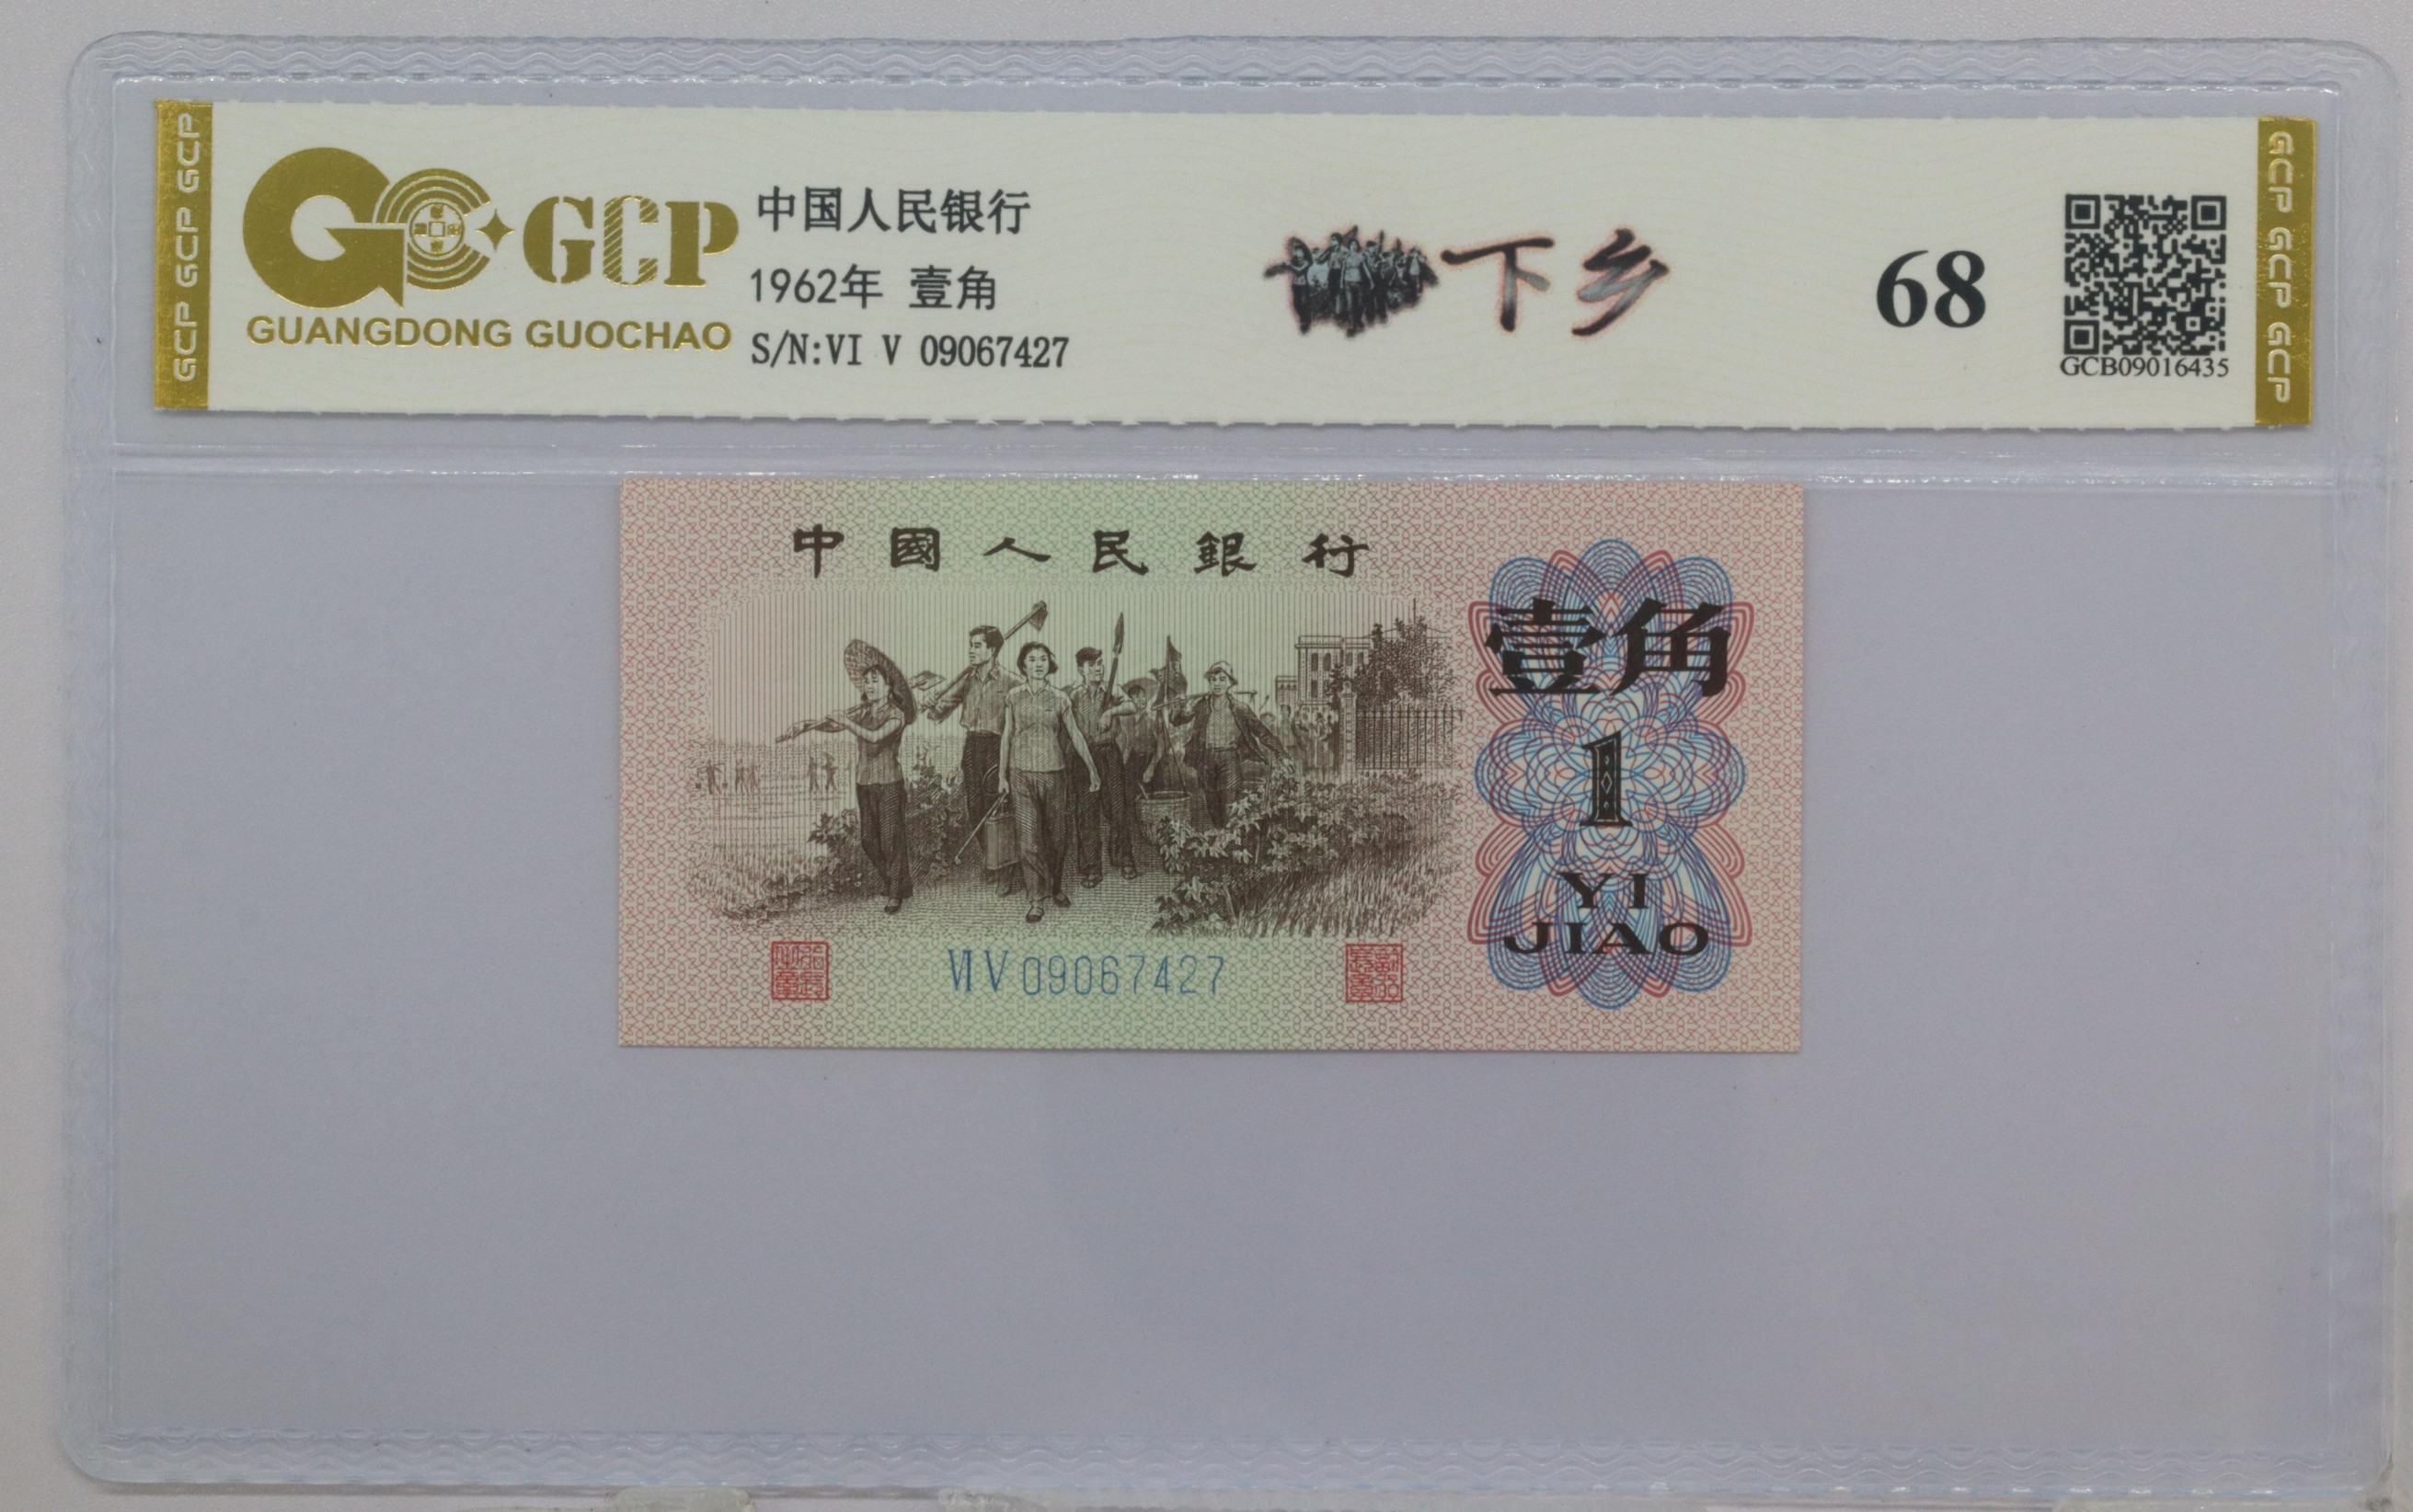 GCP GCP GCP
GCP
GUANGDONG GUOCHAO
中国人民银行
1962年 壹角
S/N:VI V 09067427
下乡
68
GCB09016435
GCP GCP GCP
中國人民銀行
壹角
1
YI
JIAO
VI V 09067427